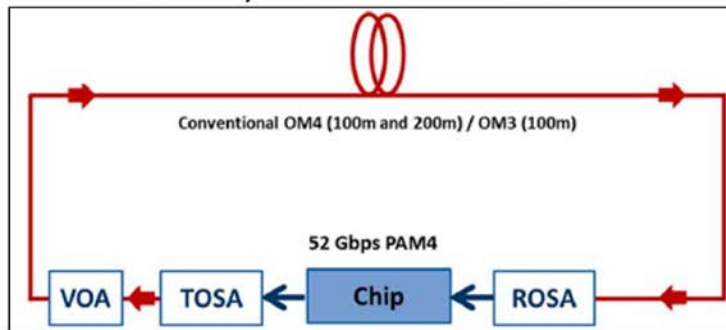 Conventional OM4 (100m and 200m) / OM3 (100m)
52 Gbps PAM4
VOA
TOSA
Chip
ROSA